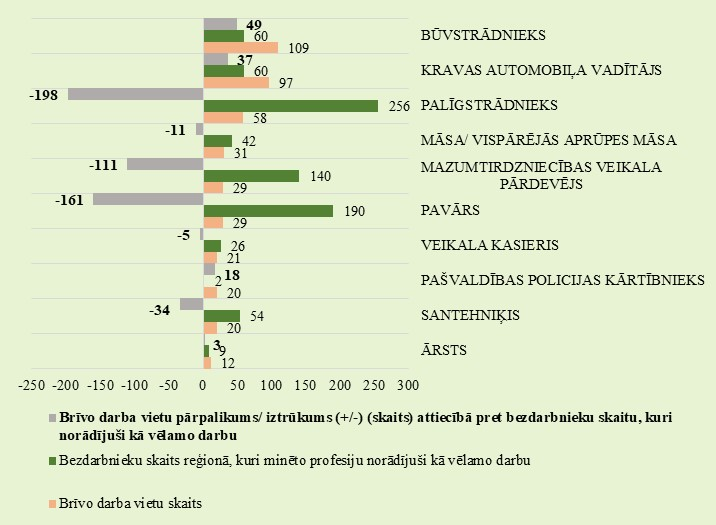 49
60
109
BŪVSTRĀDNIEKS
37
60
97
KRAVAS AUTOMOBIĻA VADĪTĀJS
-198
256
58
PALĪGSTRĀDNIEKS
-11
42
31
MĀSA/ VISPĀRĒJĀS APRŪPES MĀSA
-111
140
29
MAZUMTIRDZNIECĪBAS VEIKALA
PĀRDEVĒJS
-161
190
29
PAVĀRS
-5
26
21
VEIKALA KASIERIS
18
2
20
PAŠVALDĪBAS POLICIJAS KĀRTĪBNIEKS
-34
54
20
SANTEHNIĶIS
3
9
12
ĀRSTS
-250 -200 -150 -100 -50 0 50 100 150 200 250 300
Brīvo darba vietu pārpalikums/ iztrūkums (+/-) (skaits) attiecībā pret bezdarbnieku skaitu, kuri
norādījuši kā vēlamo darbu
Bezdarbnieku skaits reģionā, kuri minēto profesiju norādījuši kā vēlamo darbu
Brīvo darba vietu skaits